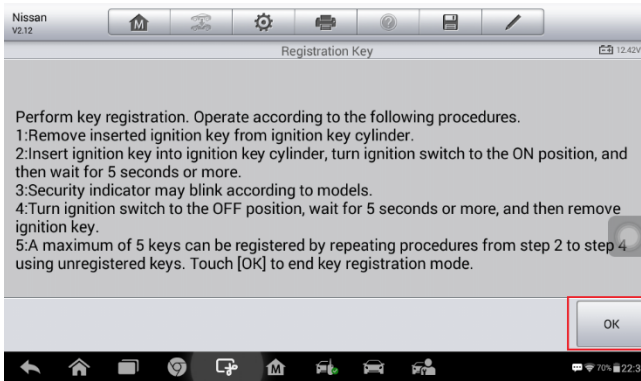 Nissan
V2.12
Registration Key
12.42V
Perform key registration. Operate according to the following procedures.
1:Remove inserted ignition key from ignition key cylinder.
2:Insert ignition key into ignition key cylinder, turn ignition switch to the ON position, and
then wait for 5 seconds or more.
3:Security indicator may blink according to models.
4:Turn ignition switch to the OFF position, wait for 5 seconds or more, and then remove
ignition key.
5:A maximum of 5 keys can be registered by repeating procedures from step 2 to step 4
using unregistered keys. Touch [OK] to end key registration mode.
OK
70%
22:3